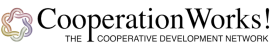 CooperationWorks!
THE COOPERATIVE DEVELOPMENT NETWORK